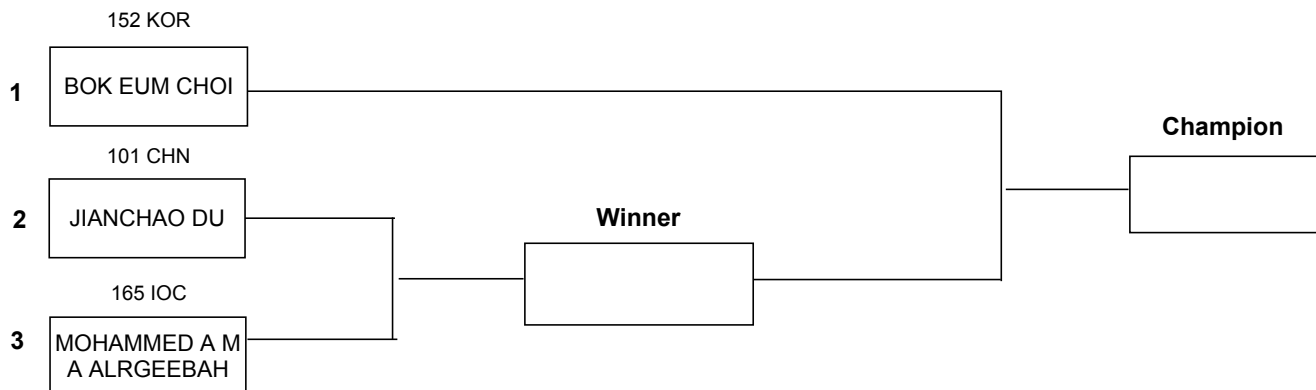 152 KOR
1
BOK EUM CHOI
101 CHN
2
JIANCHAO DU
165 IOC
3
MOHAMMED A M
A ALRGEEBAH
Winner
Champion